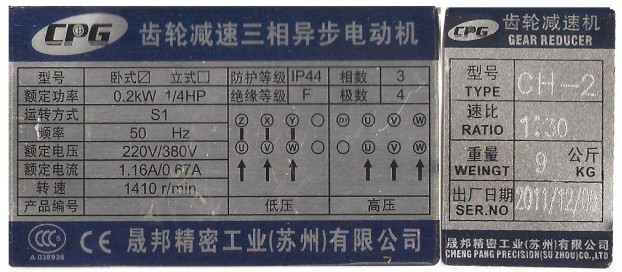 CPG 齿轮减速三相异步电动机
型号 卧式☑ 立式□ 防护等级 IP44 相数 3
额定功率 0.2kW 1/4HP 绝缘等级 F 极数 4
运转方式 S1
频率 50 Hz
额定电压 220V/380V
额定电流 1.16A/0.67A
转速 1410 r/min
产品编号
Z X Y ZXY
U V W U V W
低压 高压
CCC A 038936 CE 晟邦精密工业(苏州)有限公司
CPG 齿轮减速机
GEAR REDUCER
型号 TYPE CH-2
速比 RATIO 1:30
重量 WEINGT 9 公斤 KG
出厂日期 SER.NO 2011/12/
晟邦精密工业(苏州)有限公司
CHENG PANG PRECISION(SU ZHOU)CO.,LTD